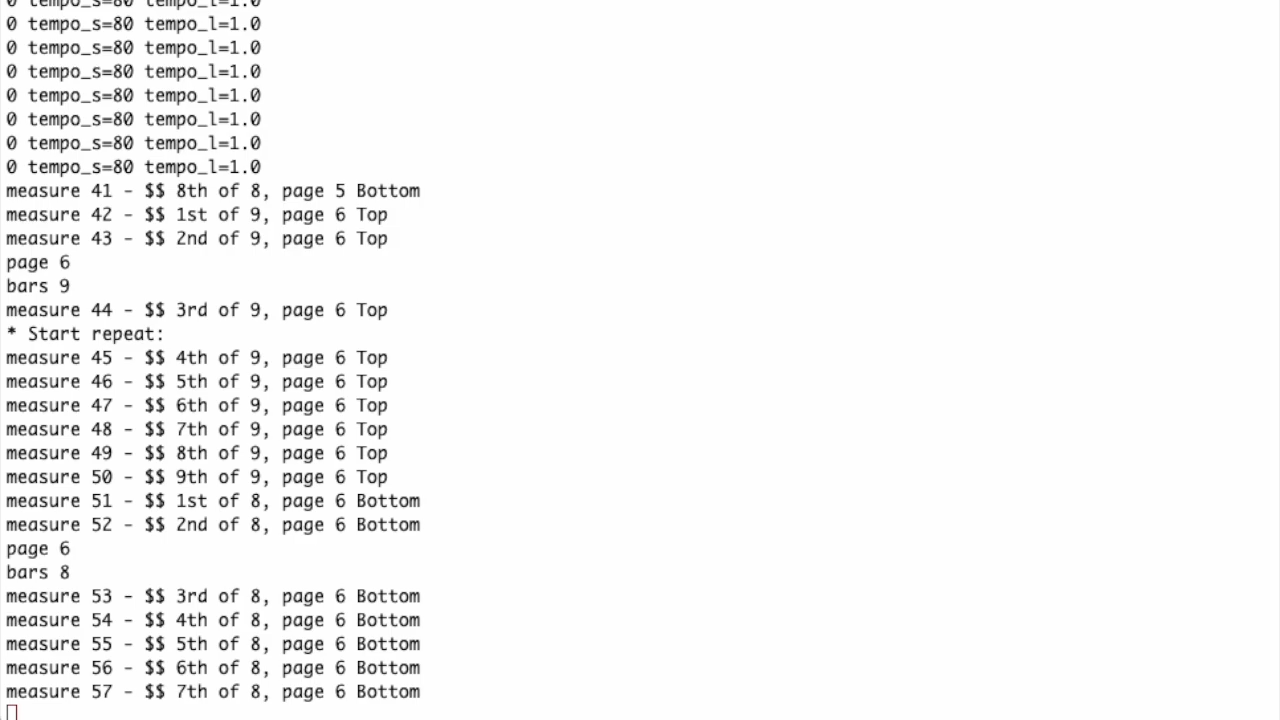 0 tempo_s=80 tempo_l=1.0
0 tempo_s=80 tempo_l=1.0
0 tempo_s=80 tempo_l=1.0
0 tempo_s=80 tempo_l=1.0
0 tempo_s=80 tempo_l=1.0
0 tempo_s=80 tempo_l=1.0
0 tempo_s=80 tempo_l=1.0
0 tempo_s=80 tempo_l=1.0
measure 41 - $$ 8th of 8, page 5 Bottom
measure 42 - $$ 1st of 9, page 6 Top
measure 43 - $$ 2nd of 9, page 6 Top
page 6
bars 9
measure 44 - $$ 3rd of 9, page 6 Top
* Start repeat:
measure 45 - $$ 4th of 9, page 6 Top
measure 46 - $$ 5th of 9, page 6 Top
measure 47 - $$ 6th of 9, page 6 Top
measure 48 - $$ 7th of 9, page 6 Top
measure 49 - $$ 8th of 9, page 6 Top
measure 50 - $$ 9th of 9, page 6 Top
measure 51 - $$ 1st of 8, page 6 Bottom
measure 52 - $$ 2nd of 8, page 6 Bottom
page 6
bars 8
measure 53 - $$ 3rd of 8, page 6 Bottom
measure 54 - $$ 4th of 8, page 6 Bottom
measure 55 - $$ 5th of 8, page 6 Bottom
measure 56 - $$ 6th of 8, page 6 Bottom
measure 57 - $$ 7th of 8, page 6 Bottom